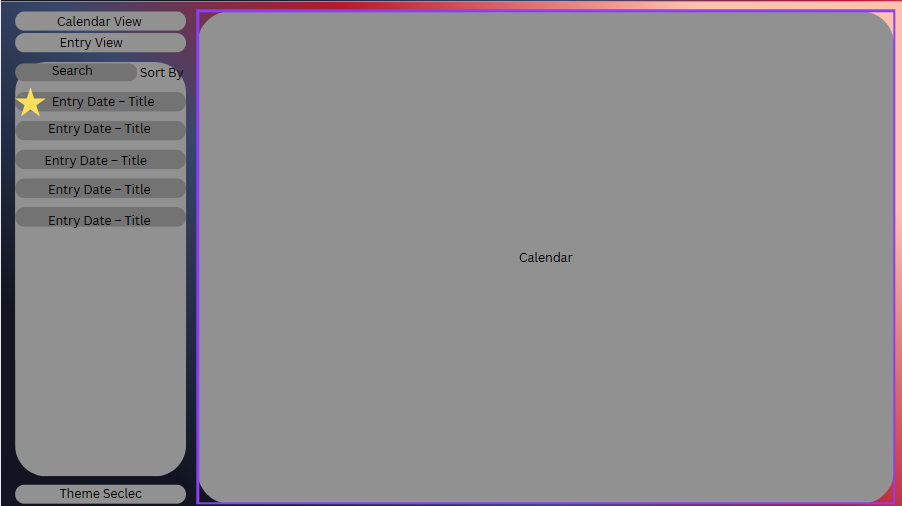 Calendar View
Entry View
Search
Sort By
Entry Date – Title
Entry Date – Title
Entry Date – Title
Entry Date – Title
Entry Date – Title
Calendar
Theme Seclec